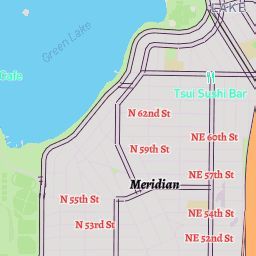 LAKE
Green Lake
Cafe
Tsui Sushi Bar
N 62nd St
NE 60th St
N 59th St
NE 57th St
Meridian
N 55th St
NE 54th St
N 53rd St
NE 52nd St